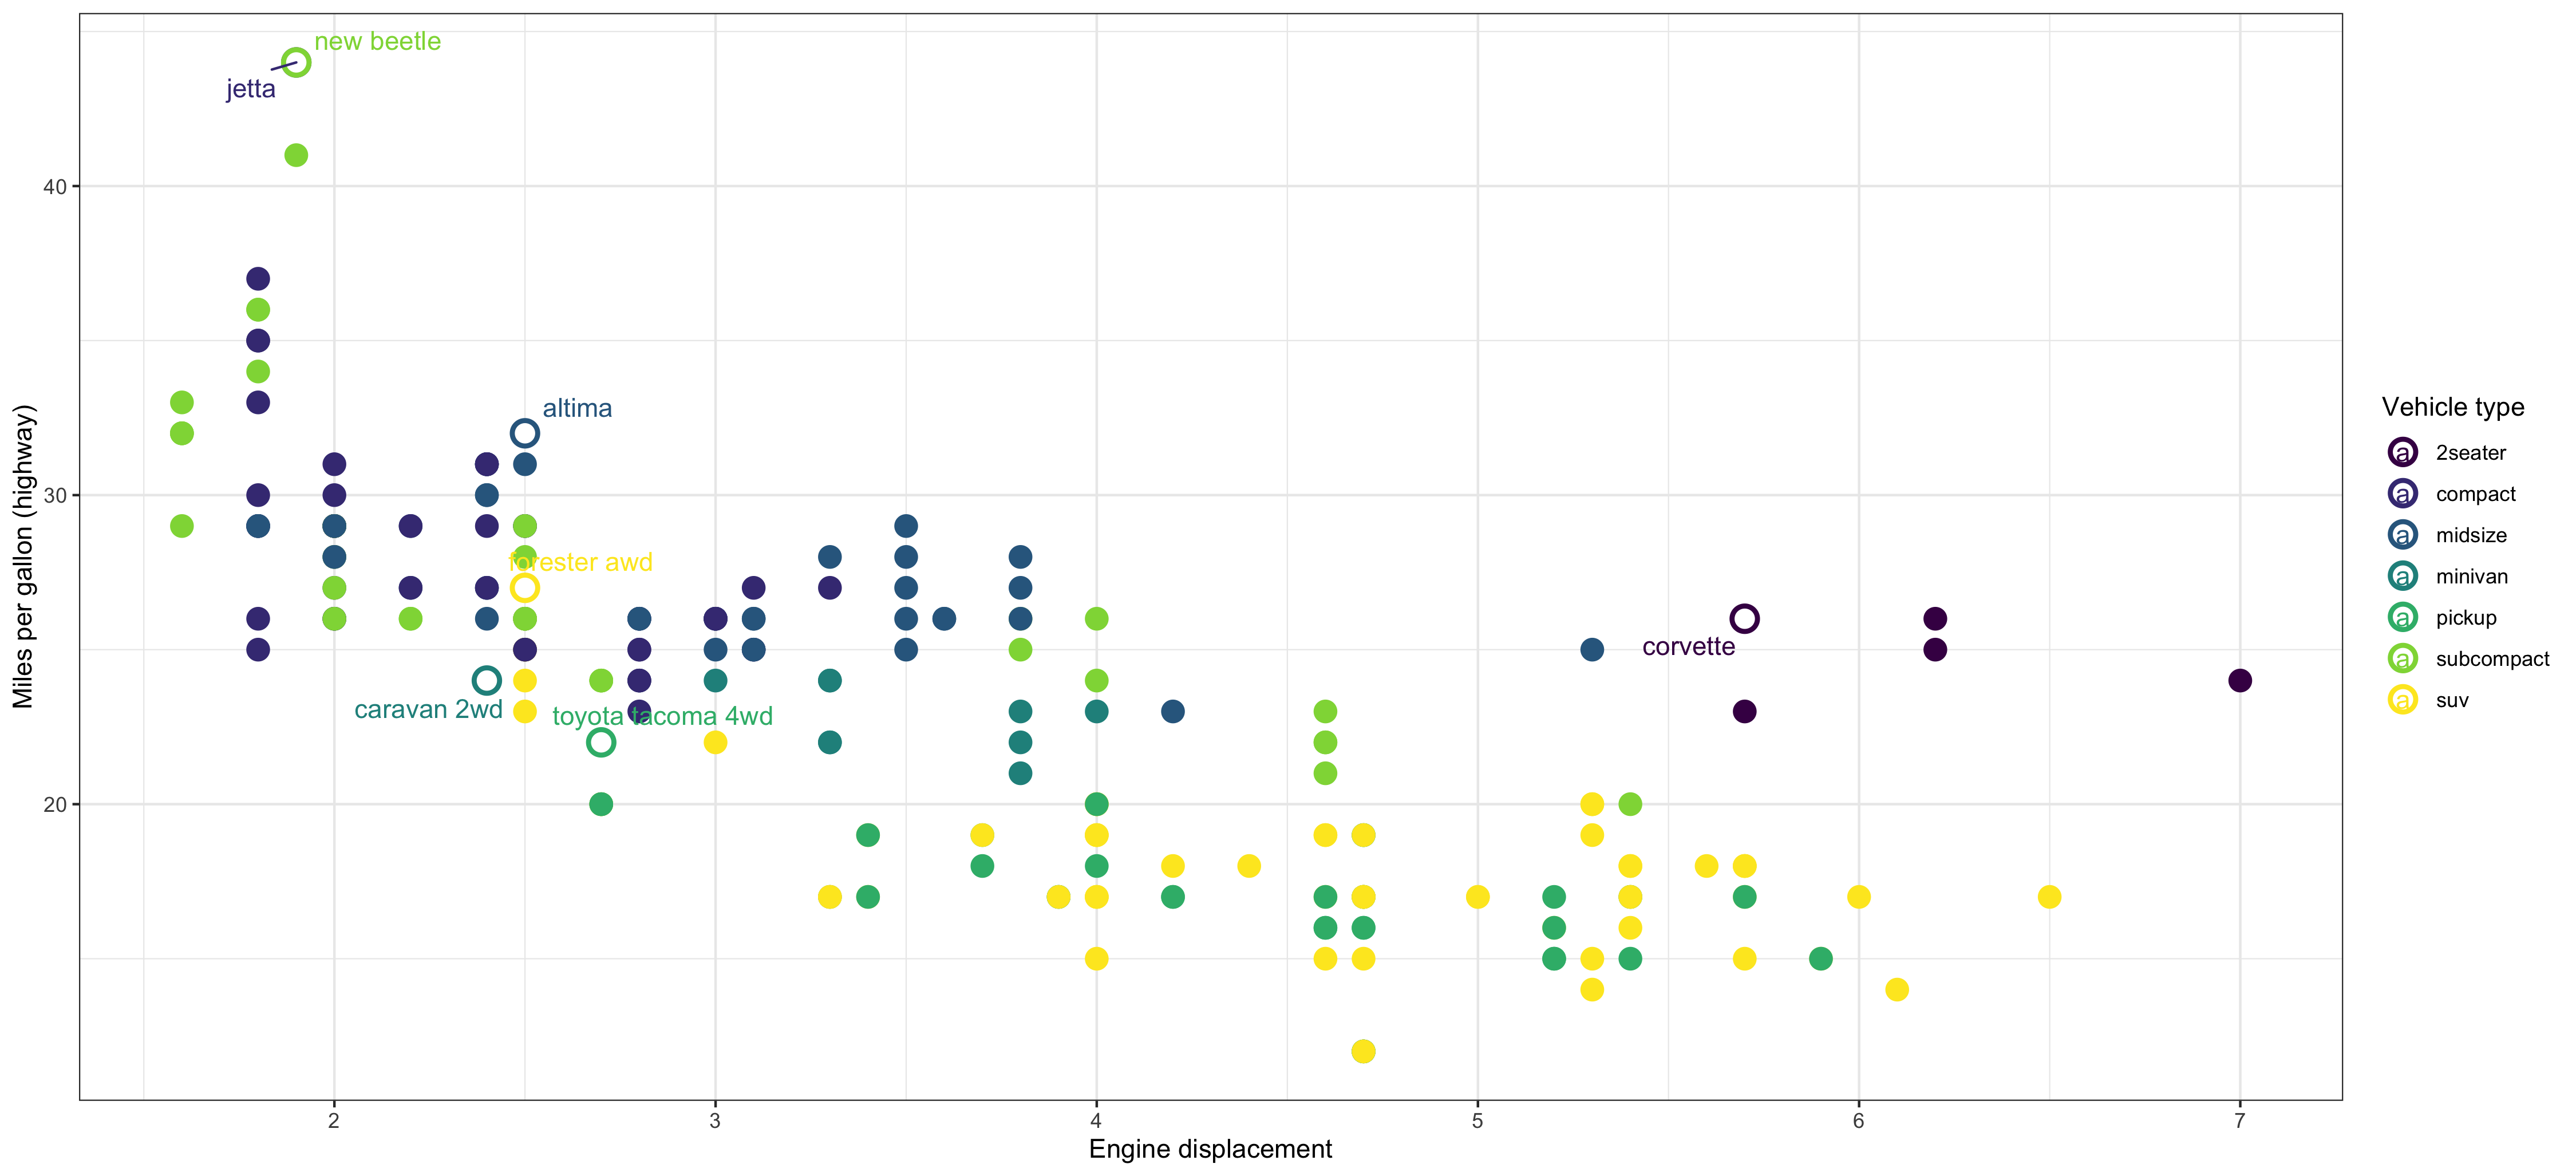 new beetle
jetta
40
altima
30
forester awd
corvette
caravan 2wd
toyota tacoma 4wd
20
Miles per gallon (highway)
2
3
4
5
6
7
Engine displacement
Vehicle type
a 2seater
a compact
a midsize
a minivan
a pickup
a subcompact
a suv